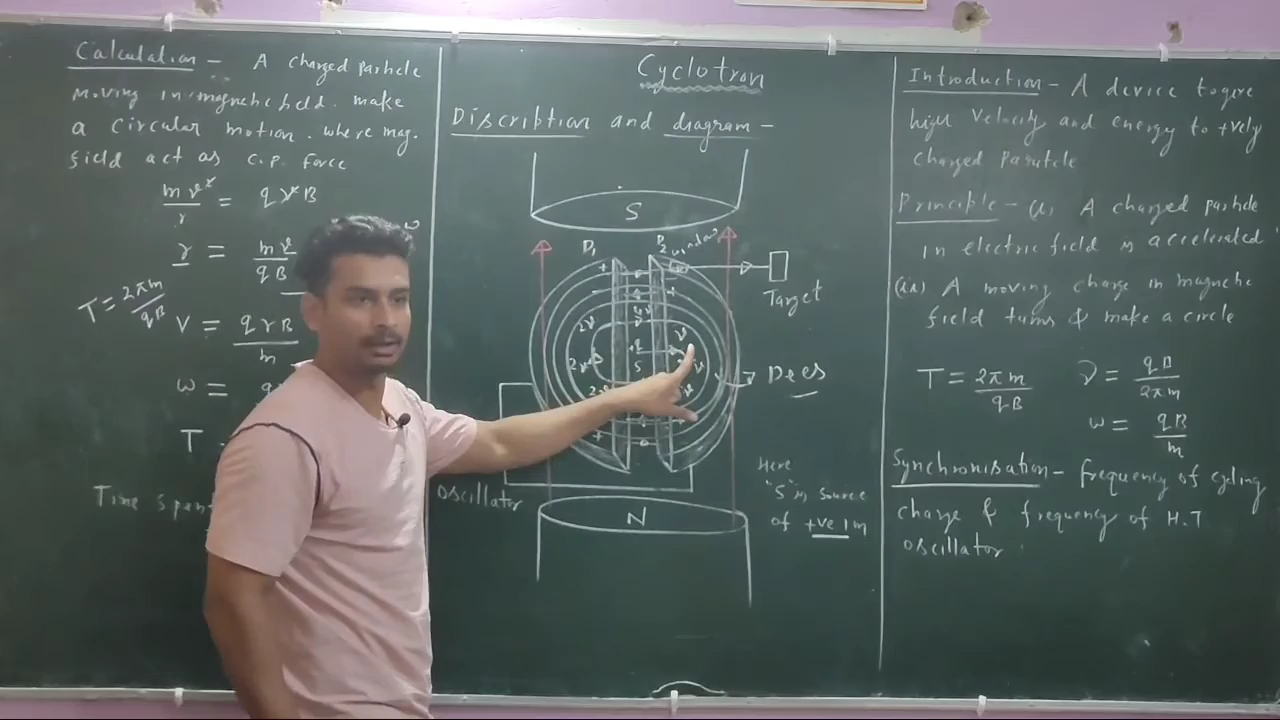 Calculation - A charged particle
moving in magnetic field. make
a circular motion. where mag.
field act as C.P. force
mv²/r = qvB
r = mv/qB
T = 2πm/qB
V = qrB/m
ω = q
T
Time span
Cyclotron
Discription and diagram -
S
D1
D2
window
Target
Dees
S
oscillator
N
Here
"S" is source
of +ve
Introduction - A device to give
high velocity and energy to +vely
charged particle
Principle - (i) A charged particle
in electric field is accelerated
(ii) A moving charge in magnetic
field turns & make a circle
T = 2πm/qB ν = qB/2πm
ω = qB/m
Synchronisation - frequency of cycling
charge & frequency of H.T
oscillator